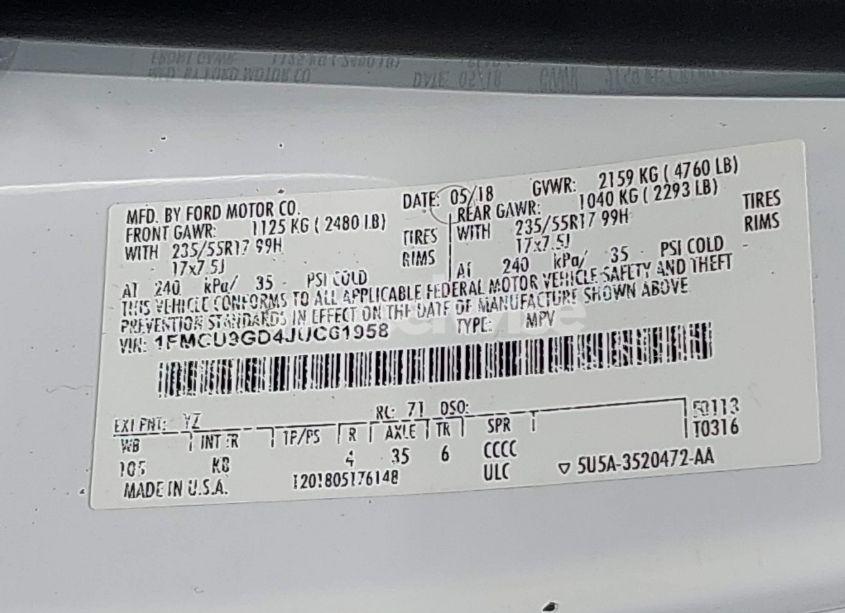 MFD. BY FORD MOTOR CO.
DATE: 05/18
GVWR: 2159 KG ( 4760 LB)
FRONT GAWR: 1125 KG ( 2480 LB)
REAR GAWR: 1040 KG ( 2293 LB)
WITH 235/55R17 99H TIRES
WITH 235/55R17 99H TIRES
17x7.5J RIMS
17x7.5J RIMS
AT 240 kPa/ 35 PSI COLD
AT 240 kPa/ 35 PSI COLD
THIS VEHICLE CONFORMS TO ALL APPLICABLE FEDERAL MOTOR VEHICLE SAFETY AND THEFT
PREVENTION STANDARDS IN EFFECT ON THE DATE OF MANUFACTURE SHOWN ABOVE
VIN: 1FMCU9GD4JUC61958
TYPE: MPV
EXT PNT: YZ
RC: 71 DSO:
F0113
T0316
WB INT TR TP/PS R AXLE TR SPR
105 KB 4 35 6 CCCC
MADE IN U.S.A.
1201805176148
ULC
5U5A-3520472-AA